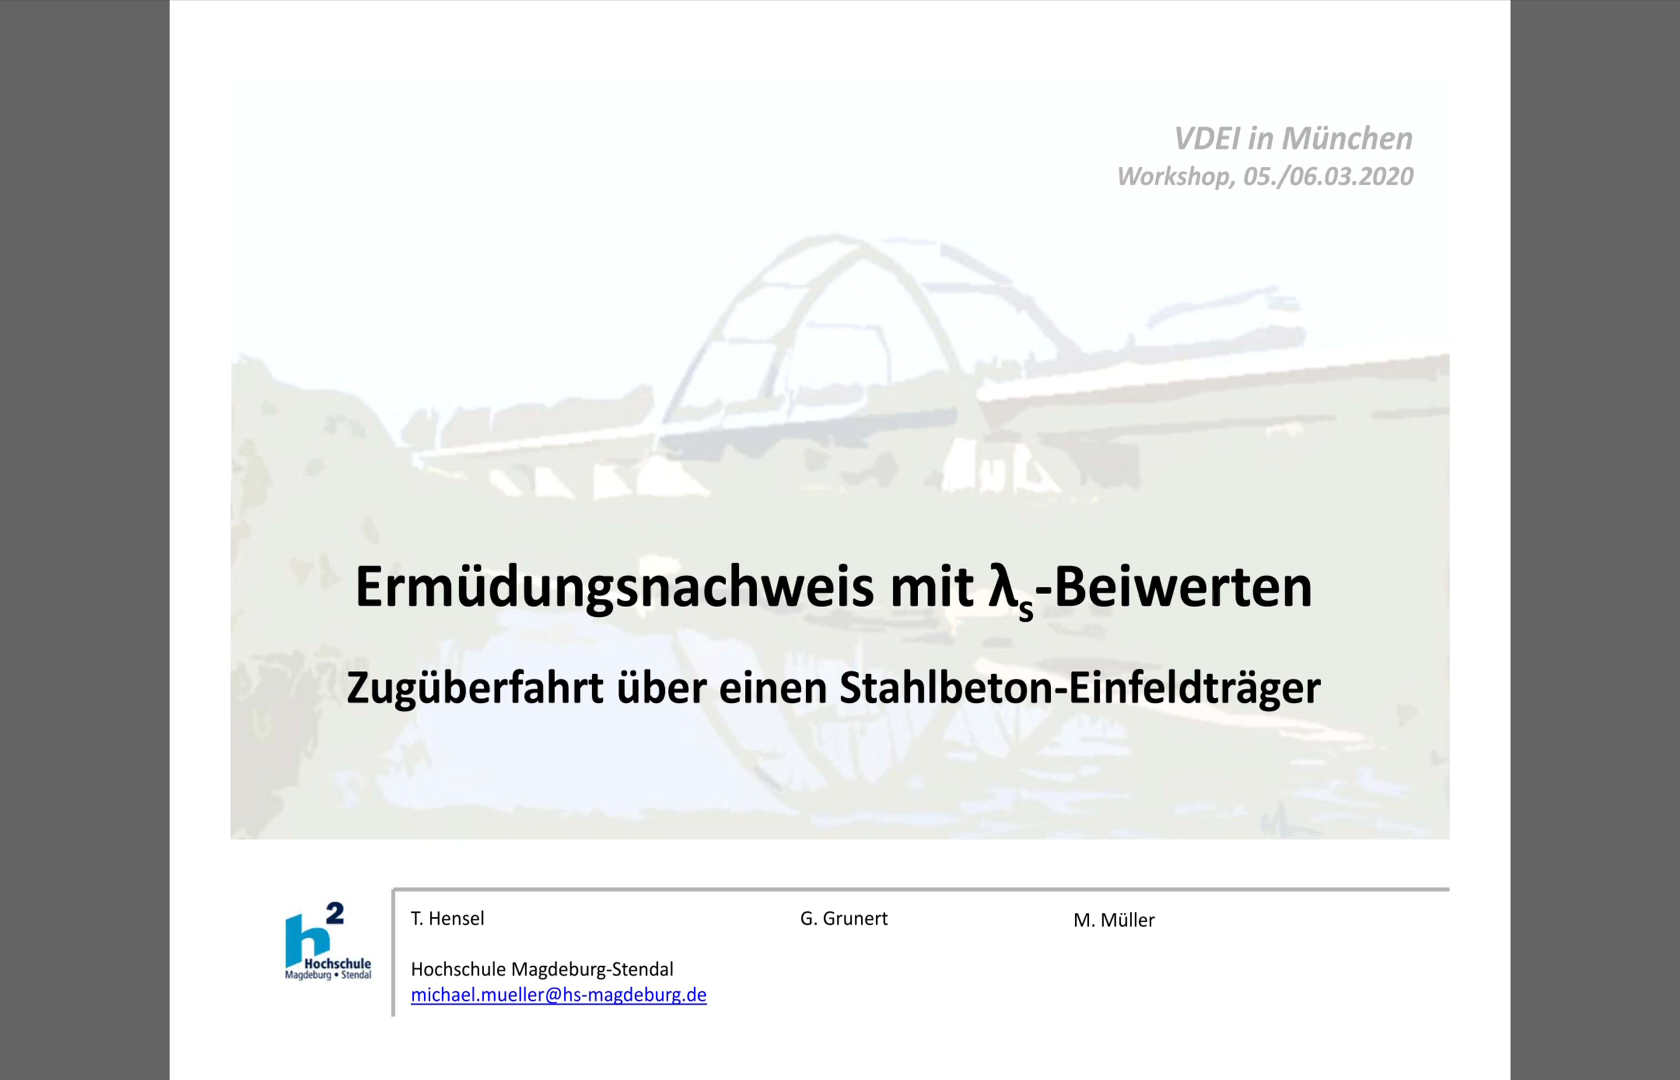 VDEI in München
Workshop, 05./06.03.2020
Ermüdungsnachweis mit λs-Beiwerten
Zugüberfahrt über einen Stahlbeton-Einfeldträger
h2
Hochschule
Magdeburg • Stendal
T. Hensel G. Grunert M. Müller
Hochschule Magdeburg-Stendal
michael.mueller@hs-magdeburg.de